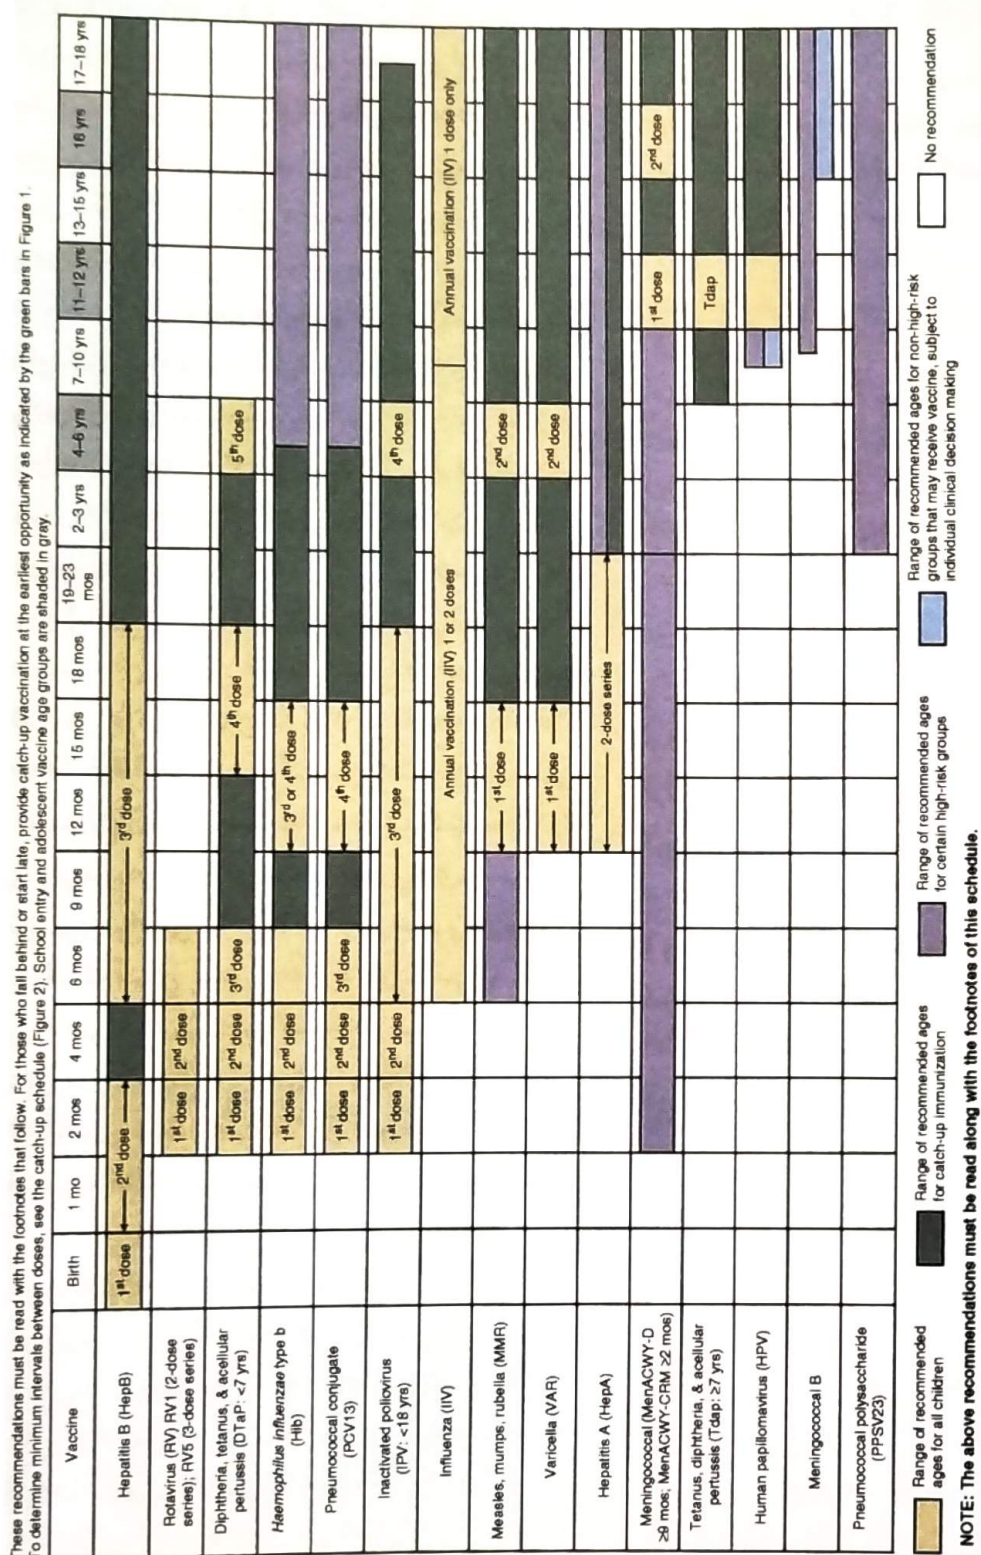 These recommendations must be read with the footnotes that follow. For those who fall behind or start late, provide catch-up vaccination at the earliest opportunity as indicated by the green bars in Figure 1.
To determine minimum intervals between doses, see the catch-up schedule (Figure 2). School entry and adolescent vaccine age groups are shaded in gray.
Vaccine
Birth
1 mo
2 mos
4 mos
6 mos
9 mos
12 mos
15 mos
18 mos
19–23
mos
2–3 yrs
4–6 yrs
7–10 yrs
11–12 yrs
13–15 yrs
16 yrs
17–18 yrs
Hepatitis B (HepB)
1st dose
2nd dose
3rd dose
Rotavirus (RV) RV1 (2-dose
series); RV5 (3-dose series)
1st dose
2nd dose
Diphtheria, tetanus, & acellular
pertussis (DTaP: <7 yrs)
1st dose
2nd dose
3rd dose
4th dose
5th dose
Haemophilus influenzae type b
(Hib)
1st dose
2nd dose
3rd or 4th dose
Pneumococcal conjugate
(PCV13)
1st dose
2nd dose
3rd dose
4th dose
Inactivated poliovirus
(IPV: <18 yrs)
1st dose
2nd dose
3rd dose
4th dose
Influenza (IIV)
Annual vaccination (IIV) 1 or 2 doses
Annual vaccination (IIV) 1 dose only
Measles, mumps, rubella (MMR)
1st dose
2nd dose
Varicella (VAR)
1st dose
2nd dose
Hepatitis A (HepA)
2-dose series
Meningococcal (MenACWY-D
≥9 mos; MenACWY-CRM ≥2 mos)
1st dose
2nd dose
Tetanus, diphtheria, & acellular
pertussis (Tdap: ≥7 yrs)
Tdap
Human papillomavirus (HPV)
Meningococcal B
Pneumococcal polysaccharide
(PPSV23)
Range of recommended
ages for all children
Range of recommended ages
for catch-up immunization
Range of recommended ages
for certain high-risk groups
Range of recommended ages for non-high-risk
groups that may receive vaccine, subject to
individual clinical decision making
No recommendation
NOTE: The above recommendations must be read along with the footnotes of this schedule.